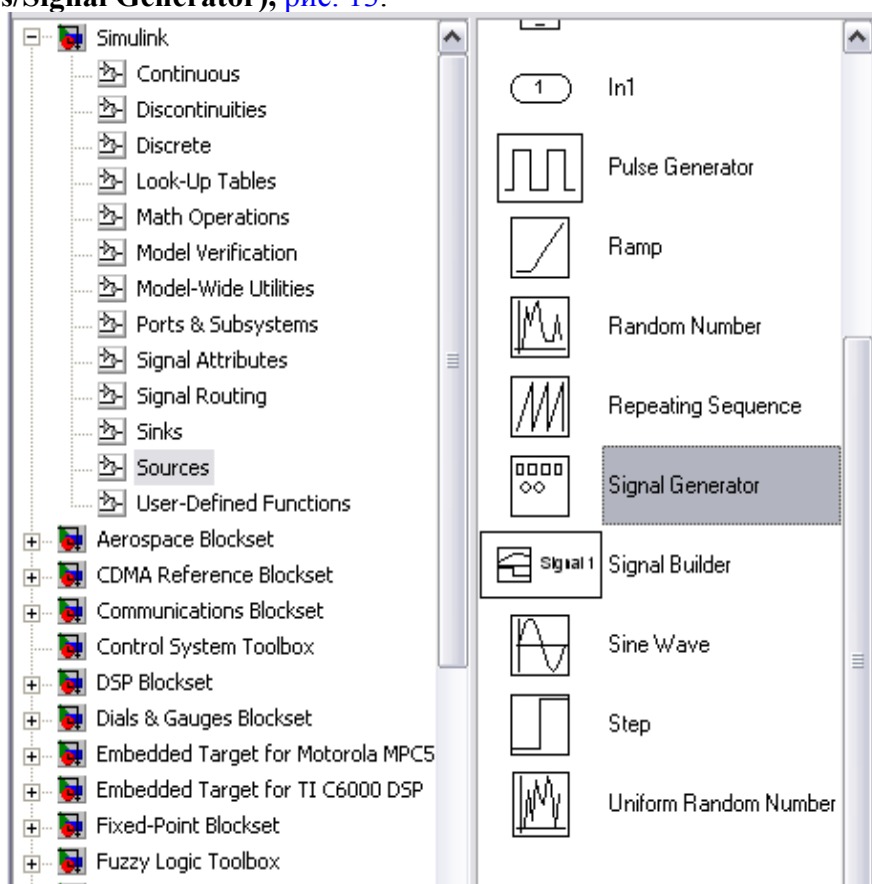 s/Signal Generator), рис. 15.
Simulink
Continuous
Discontinuities
Discrete
Look-Up Tables
Math Operations
Model Verification
Model-Wide Utilities
Ports & Subsystems
Signal Attributes
Signal Routing
Sinks
Sources
User-Defined Functions
Aerospace Blockset
CDMA Reference Blockset
Communications Blockset
Control System Toolbox
DSP Blockset
Dials & Gauges Blockset
Embedded Target for Motorola MPC5
Embedded Target for TI C6000 DSP
Fixed-Point Blockset
Fuzzy Logic Toolbox
1 In1
Pulse Generator
Ramp
Random Number
Repeating Sequence
Signal Generator
Signal 1 Signal Builder
Sine Wave
Step
Uniform Random Number